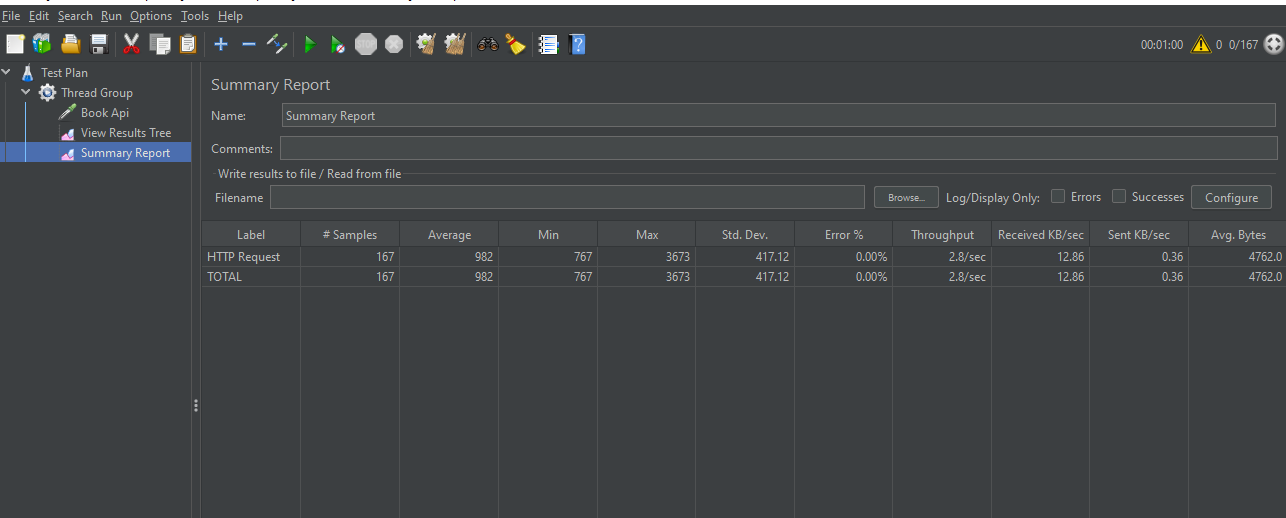 File Edit Search Run Options Tools Help
STOP
00:01:00 0 0/167
Test Plan
Thread Group
Book Api
View Results Tree
Summary Report
Summary Report
Name: Summary Report
Comments:
Write results to file / Read from file
Filename Browse... Log/Display Only: Errors Successes Configure
Label # Samples Average Min Max Std. Dev. Error % Throughput Received KB/sec Sent KB/sec Avg. Bytes
HTTP Request 167 982 767 3673 417.12 0.00% 2.8/sec 12.86 0.36 4762.0
TOTAL 167 982 767 3673 417.12 0.00% 2.8/sec 12.86 0.36 4762.0